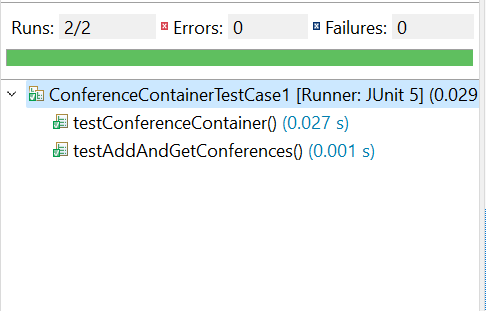 Runs: 2/2 Errors: 0 Failures: 0
ConferenceContainerTestCase1 [Runner: JUnit 5] (0.029
testConferenceContainer() (0.027 s)
testAddAndGetConferences() (0.001 s)